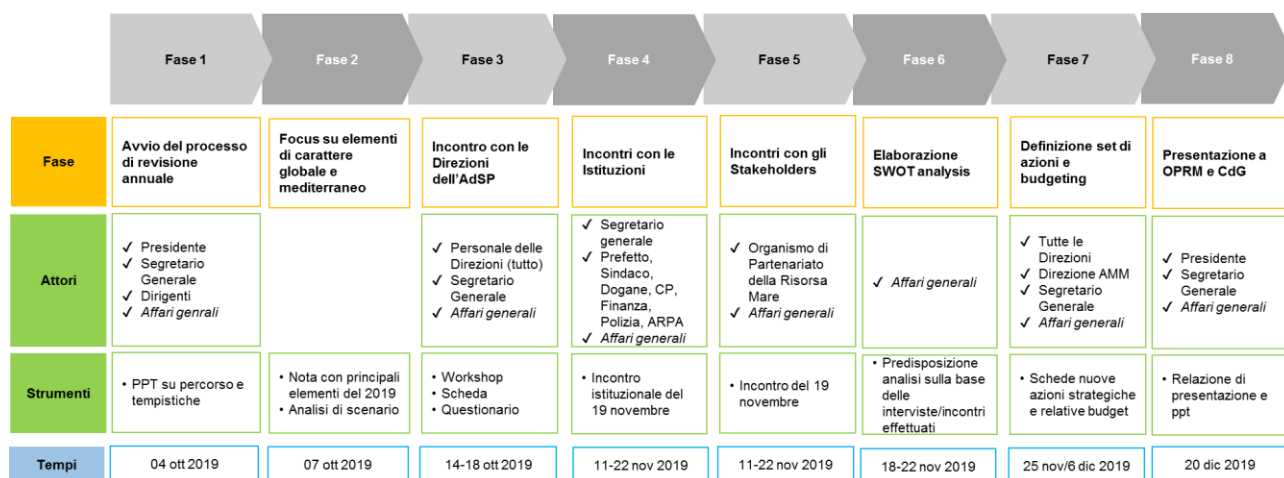 Fase 1
Fase 2
Fase 3
Fase 4
Fase 5
Fase 6
Fase 7
Fase 8
Fase
Avvio del processo
di revisione
annuale
Focus su elementi
di carattere
globale e
mediterraneo
Incontro con le
Direzioni
dell'AdSP
Incontri con le
Istituzioni
Incontri con gli
Stakeholders
Elaborazione
SWOT analysis
Definizione set di
azioni e
budgeting
Presentazione a
OPRM e CdG
Attori
✓ Presidente
✓ Segretario
Generale
✓ Dirigenti
✓ Affari genrali
✓ Personale delle
Direzioni (tutto)
✓ Segretario
Generale
✓ Affari generali
✓ Segretario
generale
✓ Prefetto,
Sindaco,
Dogane, CP,
Finanza,
Polizia, ARPA
✓ Affari generali
✓ Organismo di
Partenariato
della Risorsa
Mare
✓ Affari generali
✓ Affari generali
✓ Tutte le
Direzioni
✓ Direzione AMM
✓ Segretario
Generale
✓ Affari generali
✓ Presidente
✓ Segretario
Generale
✓ Affari generali
Strumenti
• PPT su percorso e
tempistiche
• Nota con principali
elementi del 2019
• Analisi di scenario
• Workshop
• Scheda
• Questionario
• Incontro
istituzionale del
19 novembre
• Incontro del 19
novembre
• Predisposizione
analisi sulla base
delle
interviste/incontri
effettuati
• Schede nuove
azioni strategiche
e relative budget
• Relazione di
presentazione e
ppt
Tempi
04 ott 2019
07 ott 2019
14-18 ott 2019
11-22 nov 2019
11-22 nov 2019
18-22 nov 2019
25 nov/6 dic 2019
20 dic 2019